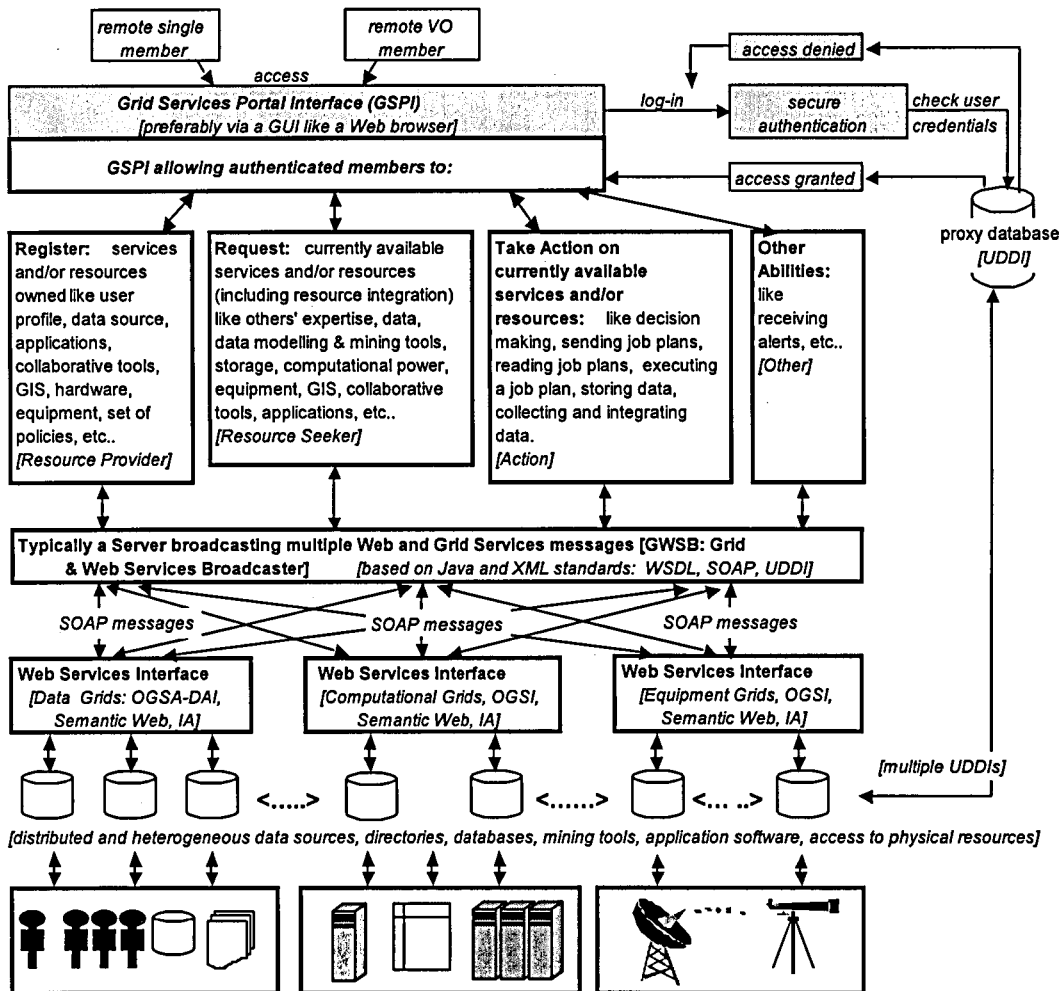 remote single
member
remote VO
member
access
access denied
Grid Services Portal Interface (GSPI)
[preferably via a GUI like a Web browser]
log-in
secure
authentication
check user
credentials
GSPI allowing authenticated members to:
access granted
proxy database
[UDDI]
Register: services
and/or resources
owned like user
profile, data source,
applications,
collaborative tools,
GIS, hardware,
equipment, set of
policies, etc..
[Resource Provider]
Request: currently available
services and/or resources
(including resource integration)
like others' expertise, data,
data modelling & mining tools,
storage, computational power,
equipment, GIS, collaborative
tools, applications, etc..
[Resource Seeker]
Take Action on
currently available
services and/or
resources: like decision
making, sending job plans,
reading job plans, executing
a job plan, storing data,
collecting and integrating
data.
[Action]
Other
Abilities:
like
receiving
alerts, etc..
[Other]
Typically a Server broadcasting multiple Web and Grid Services messages [GWSB: Grid
& Web Services Broadcaster] [based on Java and XML standards: WSDL, SOAP, UDDI]
SOAP messages
SOAP messages
SOAP messages
Web Services Interface
[Data Grids: OGSA-DAI,
Semantic Web, IA]
Web Services Interface
[Computational Grids, OGSI,
Semantic Web, IA]
Web Services Interface
[Equipment Grids, OGSI,
Semantic Web, IA]
[multiple UDDIs]
<.....> <......> <... ..>
[distributed and heterogeneous data sources, directories, databases, mining tools, application software, access to physical resources]